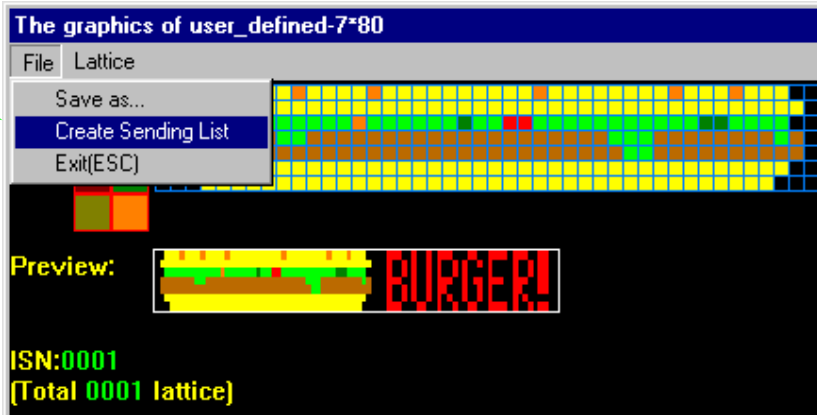 The graphics of user_defined-7*80
File Lattice
Save as...
Create Sending List
Exit(ESC)
Preview: BURGER!
ISN:0001
(Total 0001 lattice)